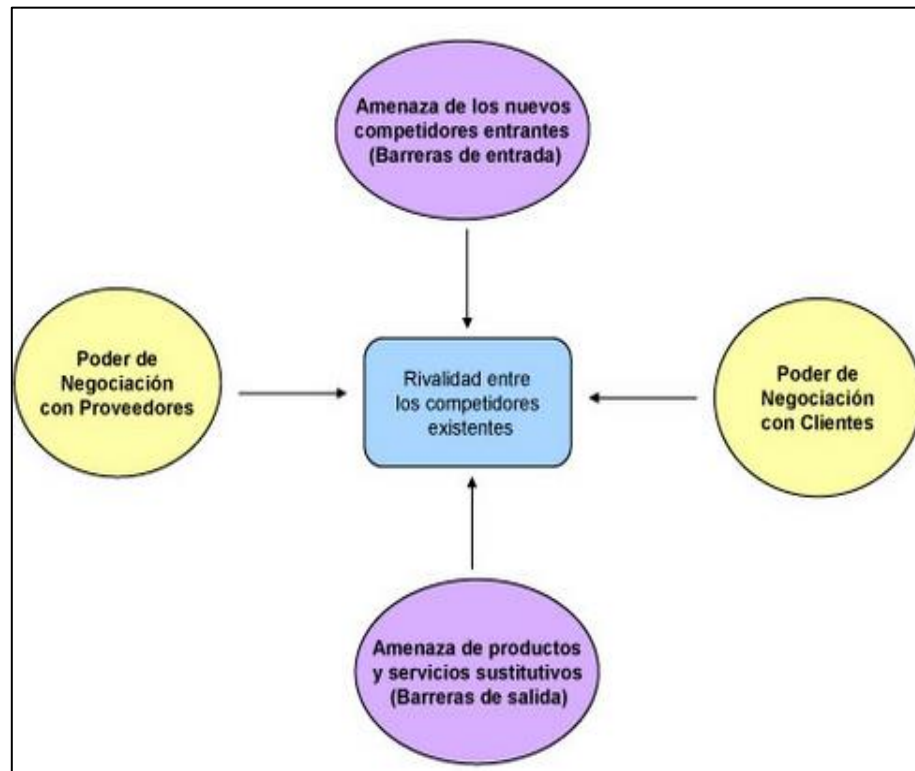 Amenaza de los nuevos
competidores entrantes
(Barreras de entrada)
Poder de
Negociación
con Proveedores
Rivalidad entre
los competidores
existentes
Poder de
Negociación
con Clientes
Amenaza de productos
y servicios sustitutivos
(Barreras de salida)